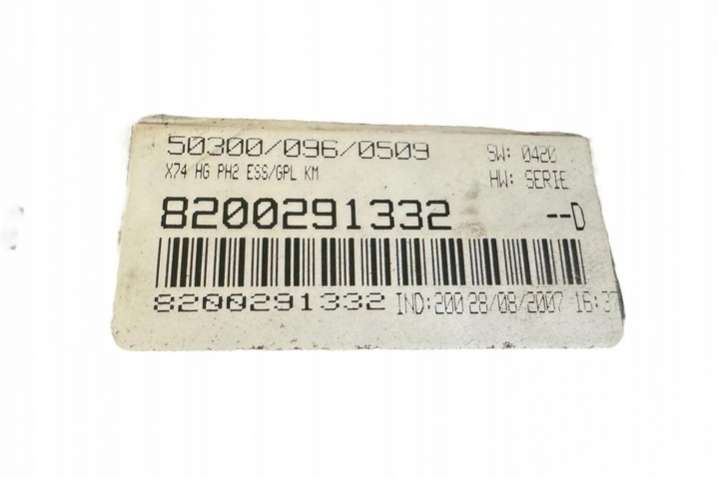 50300/096/0509 SW: 0420
X74 HG PH2 ESS/GPL KM HW: SERIE
8200291332 --D
8200291332 IND:200 28/08/2007 16:37